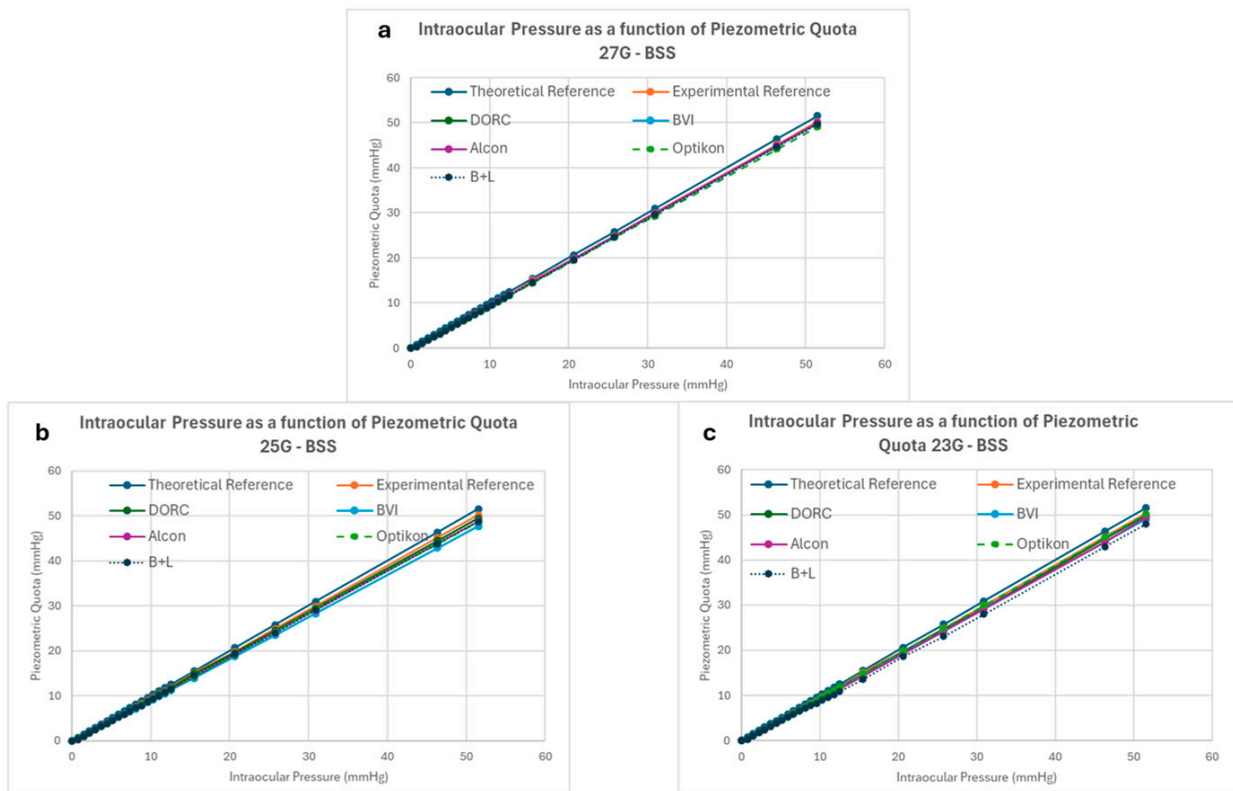 a
Intraocular Pressure as a function of Piezometric Quota
27G - BSS
Theoretical Reference
Experimental Reference
DORC
BVI
Alcon
Optikon
B+L
Piezometric Quota (mmHg)
60
50
40
30
20
10
0
0 10 20 30 40 50 60
Intraocular Pressure (mmHg)
b
Intraocular Pressure as a function of Piezometric Quota
25G - BSS
Theoretical Reference
Experimental Reference
DORC
BVI
Alcon
Optikon
B+L
Piezometric Quota (mmHg)
60
50
40
30
20
10
0
0 10 20 30 40 50 60
Intraocular Pressure (mmHg)
c
Intraocular Pressure as a function of Piezometric
Quota 23G - BSS
Theoretical Reference
Experimental Reference
DORC
BVI
Alcon
Optikon
B+L
Piezometric Quota (mmHg)
60
50
40
30
20
10
0
0 10 20 30 40 50 60
Intraocular Pressure (mmHg)